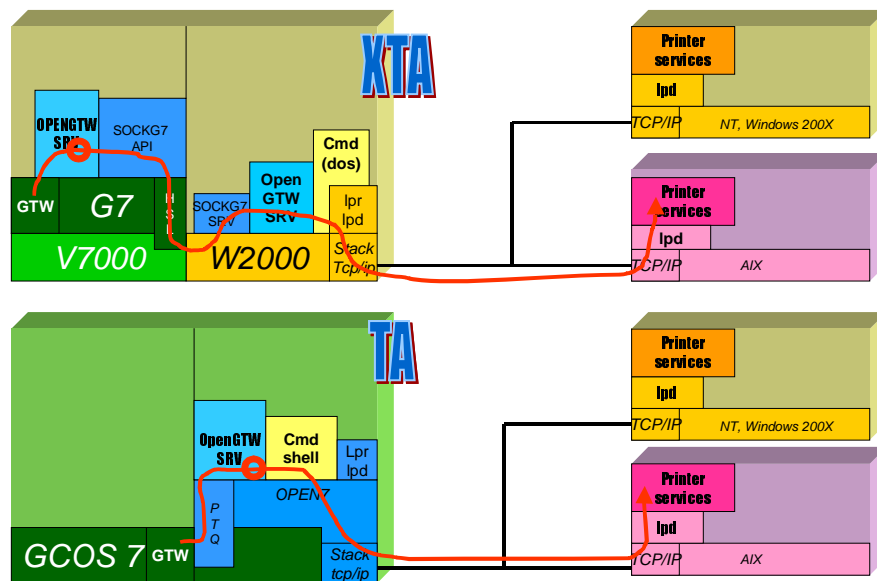 XTA
OPENGTW
SRV
SOCKG7
API
GTW
G7
H
S
L
V7000
SOCKG7
SRV
Open
GTW
SRV
Cmd
(dos)
lpr
lpd
W2000
Stack
Tcp/ip
Printer
services
lpd
TCP/IP
NT, Windows 200X
Printer
services
lpd
TCP/IP
AIX
TA
OpenGTW
SRV
Cmd
shell
Lpr
lpd
P
T
Q
OPEN7
GCOS 7
GTW
Stack
tcp/ip
Printer
services
lpd
TCP/IP
NT, Windows 200X
Printer
services
lpd
TCP/IP
AIX